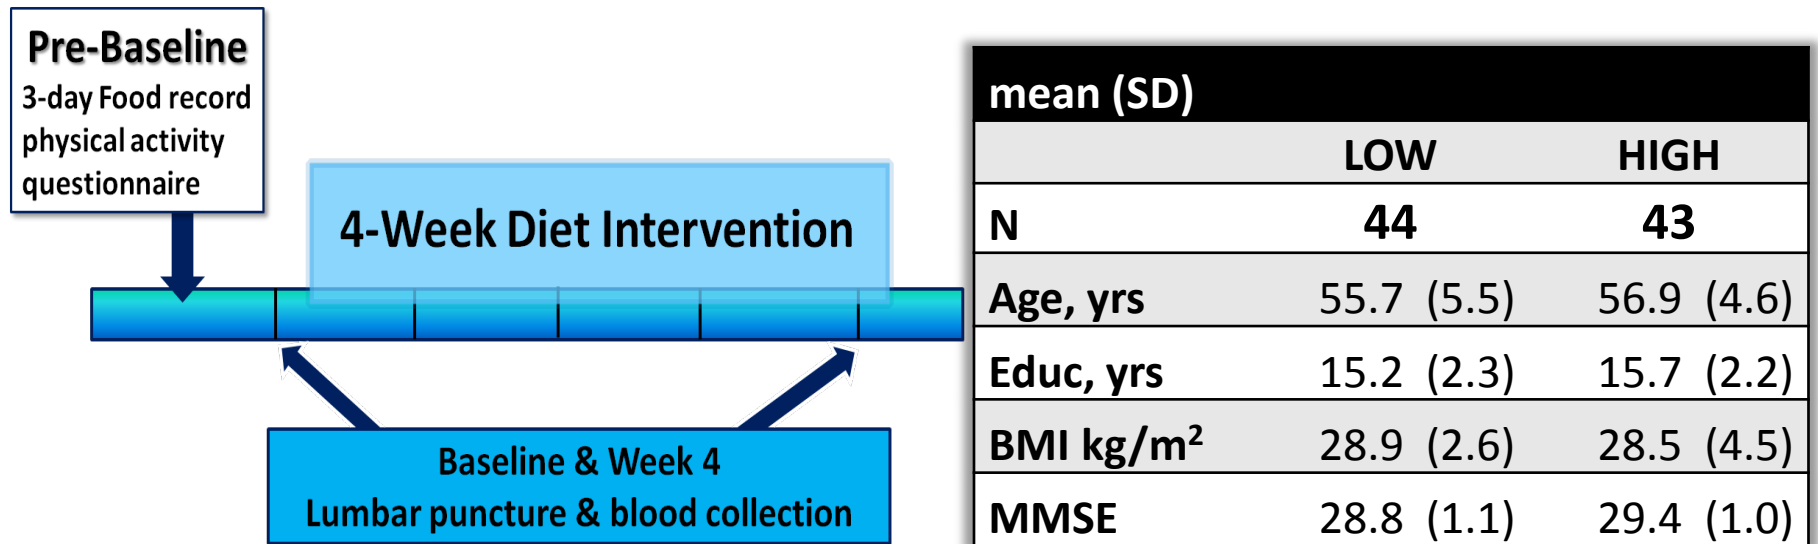 Pre-Baseline
3-day Food record
physical activity
questionnaire
4-Week Diet Intervention
Baseline & Week 4
Lumbar puncture & blood collection
mean (SD)
LOW HIGH
N 44 43
Age, yrs 55.7 (5.5) 56.9 (4.6)
Educ, yrs 15.2 (2.3) 15.7 (2.2)
BMI kg/m² 28.9 (2.6) 28.5 (4.5)
MMSE 28.8 (1.1) 29.4 (1.0)